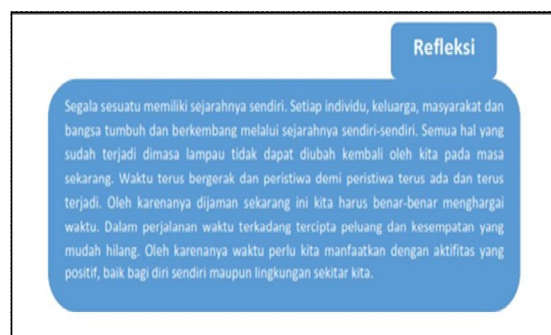 Refleksi
Segala sesuatu memiliki sejarahnya sendiri. Setiap individu, keluarga, masyarakat dan
bangsa tumbuh dan berkembang melalui sejarahnya sendiri-sendiri. Semua hal yang
sudah terjadi dimasa lampau tidak dapat diubah kembali oleh kita pada masa
sekarang. Waktu terus bergerak dan peristiwa demi peristiwa terus ada dan terus
terjadi. Oleh karenanya dijaman sekarang ini kita harus benar-benar menghargai
waktu. Dalam perjalanan waktu terkadang tercipta peluang dan kesempatan yang
mudah hilang. Oleh karenanya waktu perlu kita manfaatkan dengan aktifitas yang
positif, baik bagi diri sendiri maupun lingkungan sekitar kita.